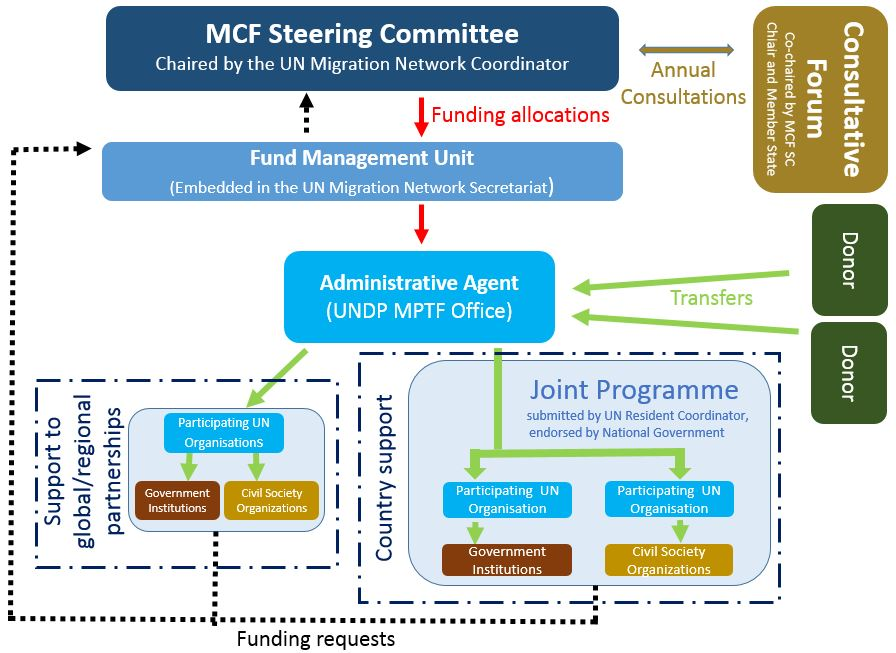 MCF Steering Committee
Chaired by the UN Migration Network Coordinator
Annual
Consultations
Consultative
Forum
Co-chaired by MCF SC
Chiair and Member State
Funding allocations
Fund Management Unit
(Embedded in the UN Migration Network Secretariat)
Administrative Agent
(UNDP MPTF Office)
Transfers
Donor
Donor
Support to
global/regional
partnerships
Participating UN
Organisations
Government
Institutions
Civil Society
Organizations
Country support
Joint Programme
submitted by UN Resident Coordinator,
endorsed by National Government
Participating UN
Organisation
Participating UN
Organisation
Government
Institutions
Civil Society
Organizations
Funding requests